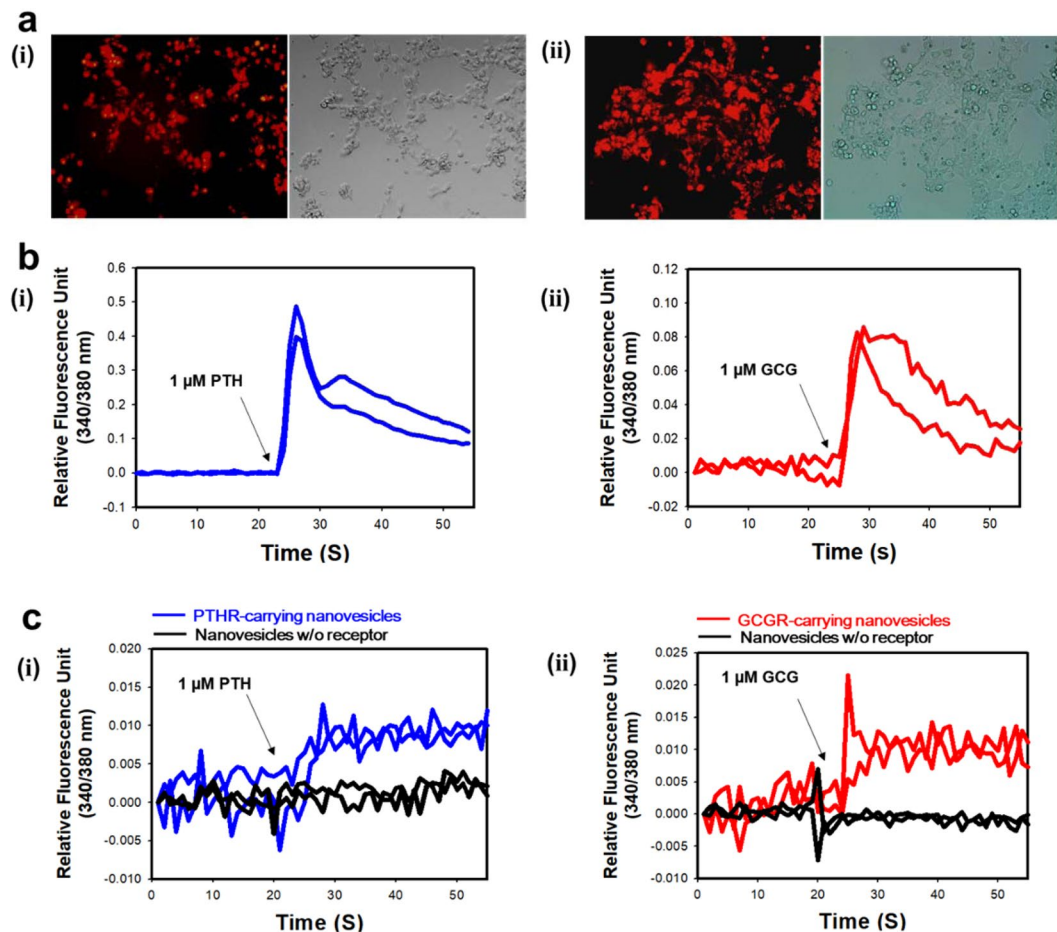 a
(i)
(ii)
b
(i)
Relative Fluorescence Unit
(340/380 nm)
0.6
0.5
0.4
0.3
0.2
0.1
0.0
-0.1
1 µM PTH
0 10 20 30 40 50
Time (S)
(ii)
Relative Fluorescence Unit
(340/380 nm)
0.12
0.10
0.08
0.06
0.04
0.02
0.00
-0.02
1 µM GCG
0 10 20 30 40 50
Time (s)
c
(i)
PTHR-carrying nanovesicles
Nanovesicles w/o receptor
Relative Fluorescence Unit
(340/380 nm)
0.020
0.015
0.010
0.005
0.000
-0.005
-0.010
1 µM PTH
0 10 20 30 40 50
Time (S)
(ii)
GCGR-carrying nanovesicles
Nanovesicles w/o receptor
Relative Fluorescence Unit
(340/380 nm)
0.025
0.020
0.015
0.010
0.005
0.000
-0.005
-0.010
1 µM GCG
0 10 20 30 40 50
Time (S)